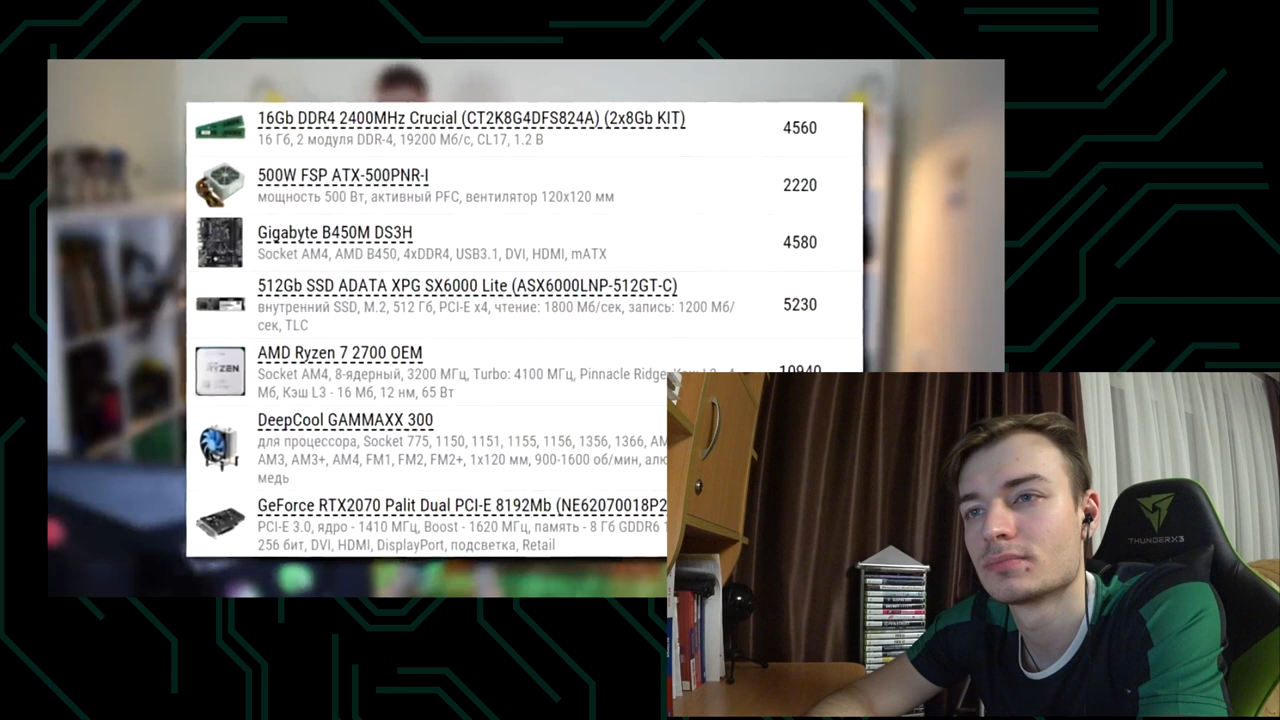 16Gb DDR4 2400MHz Crucial (CT2K8G4DFS824A) (2x8Gb KIT)
16 Гб, 2 модуля DDR-4, 19200 Мб/с, CL17, 1.2 В
4560
500W FSP ATX-500PNR-I
мощность 500 Вт, активный PFC, вентилятор 120x120 мм
2220
Gigabyte B450M DS3H
Socket AM4, AMD B450, 4xDDR4, USB3.1, DVI, HDMI, mATX
4580
512Gb SSD ADATA XPG SX6000 Lite (ASX6000LNP-512GT-C)
внутренний SSD, M.2, 512 Гб, PCI-E x4, чтение: 1800 Мб/сек, запись: 1200 Мб/
сек, TLC
5230
AMD Ryzen 7 2700 OEM
Socket AM4, 8-ядерный, 3200 МГц, Turbo: 4100 МГц, Pinnacle Ridge,
Мб, Кэш L3 - 16 Мб, 12 нм, 65 Вт
10940
RYZEN
DeepCool GAMMAXX 300
для процессора, Socket 775, 1150, 1151, 1155, 1156, 1356, 1366,
AM3, AM3+, AM4, FM1, FM2, FM2+, 1x120 мм, 900-1600 об/мин,
медь
GeForce RTX2070 Palit Dual PCI-E 8192Mb (NE62070018P2
PCI-E 3.0, ядро - 1410 МГц, Boost - 1620 МГц, память - 8 Гб GDDR6
256 бит, DVI, HDMI, DisplayPort, подсветка, Retail
THUNDERX3